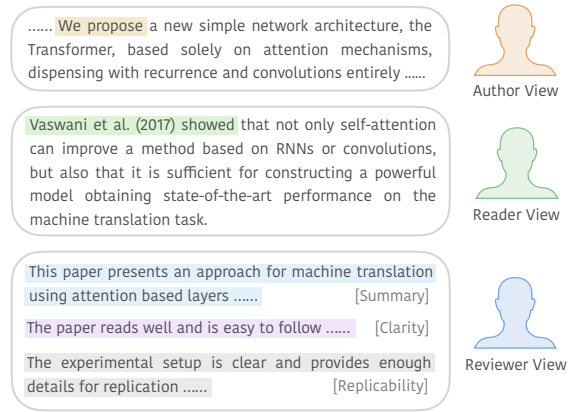 ...... We propose a new simple network architecture, the
Transformer, based solely on attention mechanisms,
dispensing with recurrence and convolutions entirely ......
Author View
Vaswani et al. (2017) showed that not only self-attention
can improve a method based on RNNs or convolutions,
but also that it is sufficient for constructing a powerful
model obtaining state-of-the-art performance on the
machine translation task.
Reader View
This paper presents an approach for machine translation
using attention based layers ...... [Summary]
The paper reads well and is easy to follow ...... [Clarity]
The experimental setup is clear and provides enough
details for replication ...... [Replicability]
Reviewer View